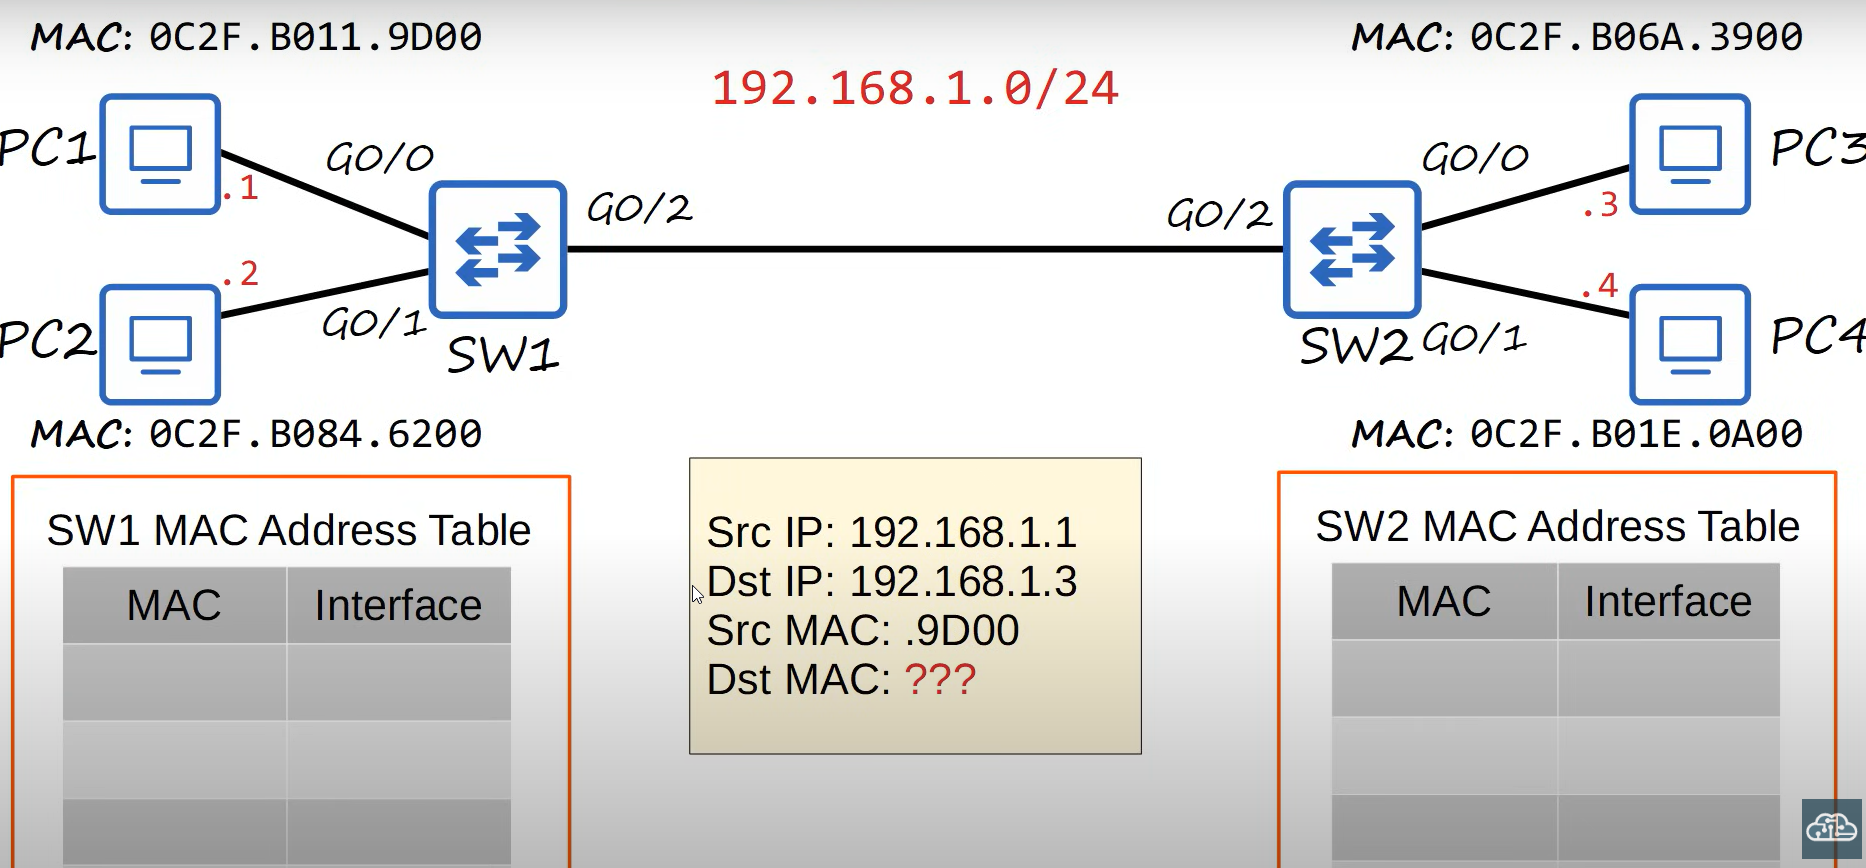 MAC: 0C2F.B011.9D00
MAC: 0C2F.B06A.3900
192.168.1.0/24
PC1
G0/0
.1
G0/2
G0/2
G0/0
.3
PC3
.2
PC2
G0/1
SW1
.4
SW2
G0/1
PC4
MAC: 0C2F.B084.6200
MAC: 0C2F.B01E.0A00
SW1 MAC Address Table
MAC Interface
Src IP: 192.168.1.1
Dst IP: 192.168.1.3
Src MAC: .9D00
Dst MAC: ???
SW2 MAC Address Table
MAC Interface